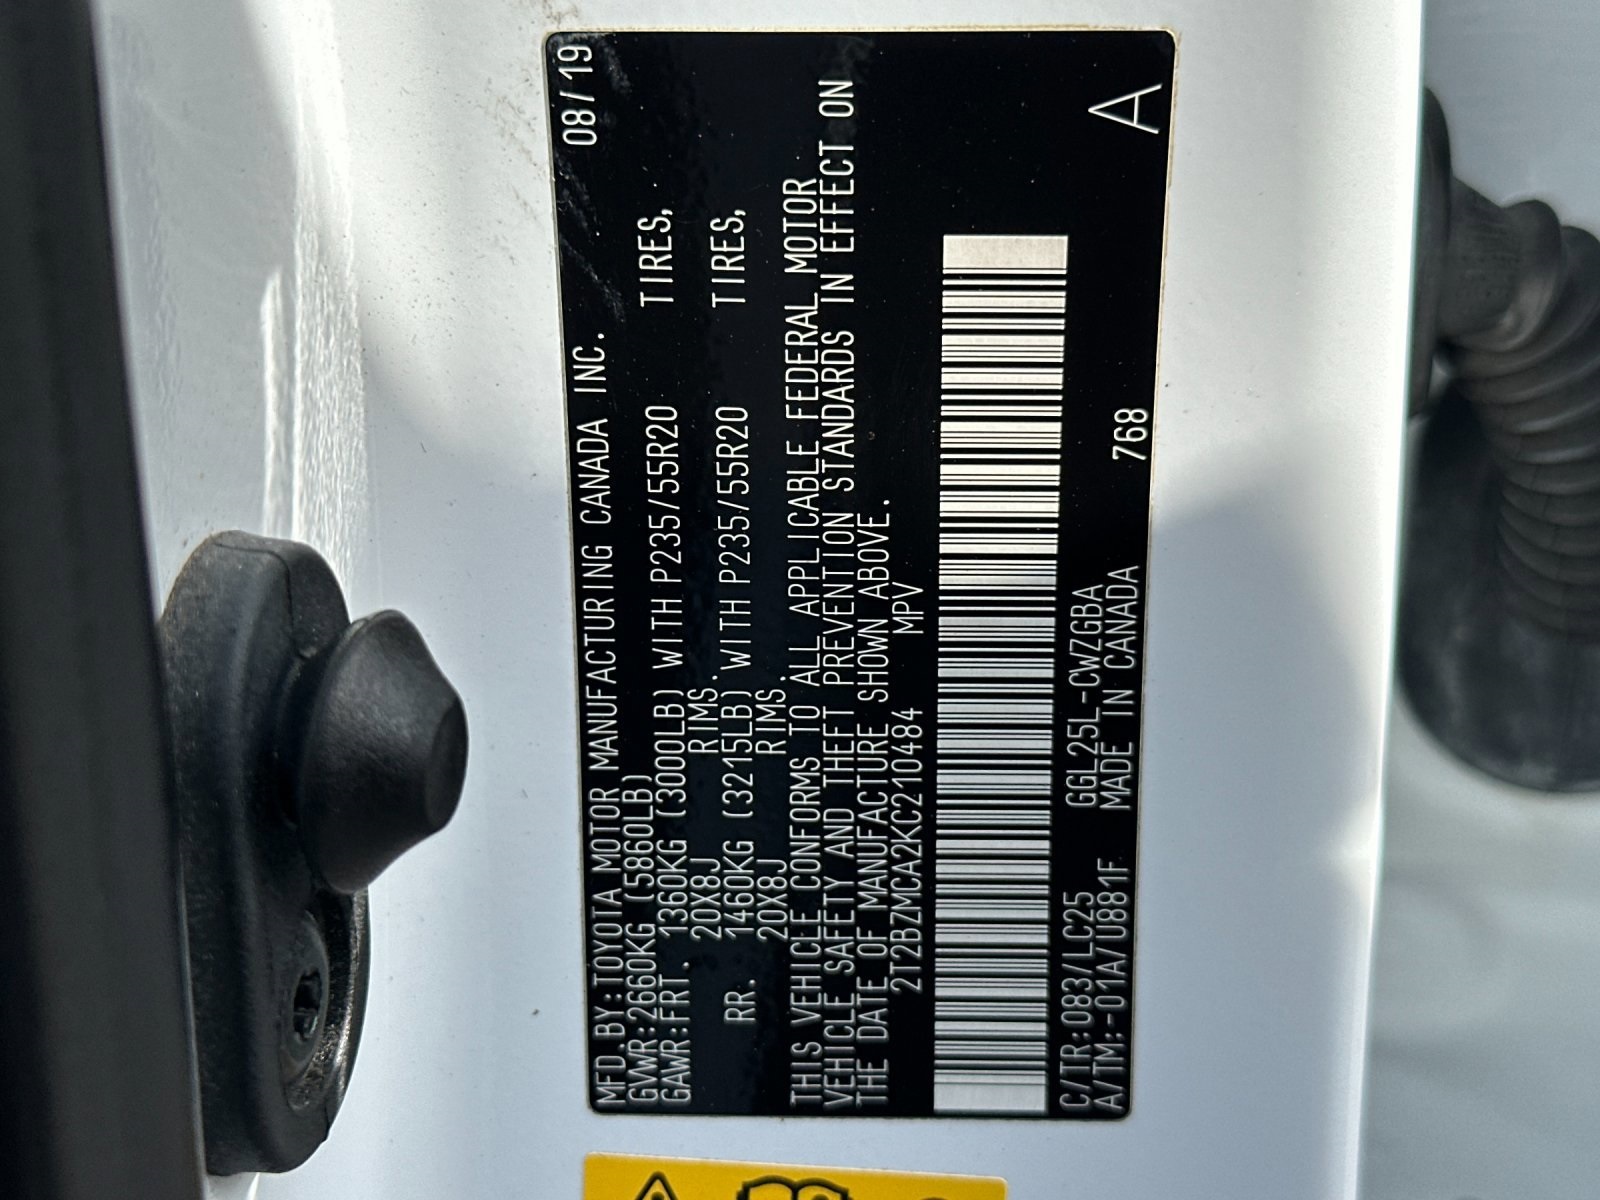 MFD.BY:TOYOTA MOTOR MANUFACTURING CANADA INC. 08/19
GVWR:2660KG (5860LB)
GAWR:FRT. 1360KG (3000LB) WITH P235/55R20 TIRES,
20X8J RIMS.
RR. 1460KG (3215LB) WITH P235/55R20 TIRES,
20X8J RIMS.
THIS VEHICLE CONFORMS TO ALL APPLICABLE FEDERAL MOTOR
VEHICLE SAFETY AND THEFT PREVENTION STANDARDS IN EFFECT ON
THE DATE OF MANUFACTURE SHOWN ABOVE.
2T2BZMCA2KC210484 MPV
C/TR:083/LC25 GGL25L-CWZGBA
A/TM:-01A/U881F MADE IN CANADA 768 A